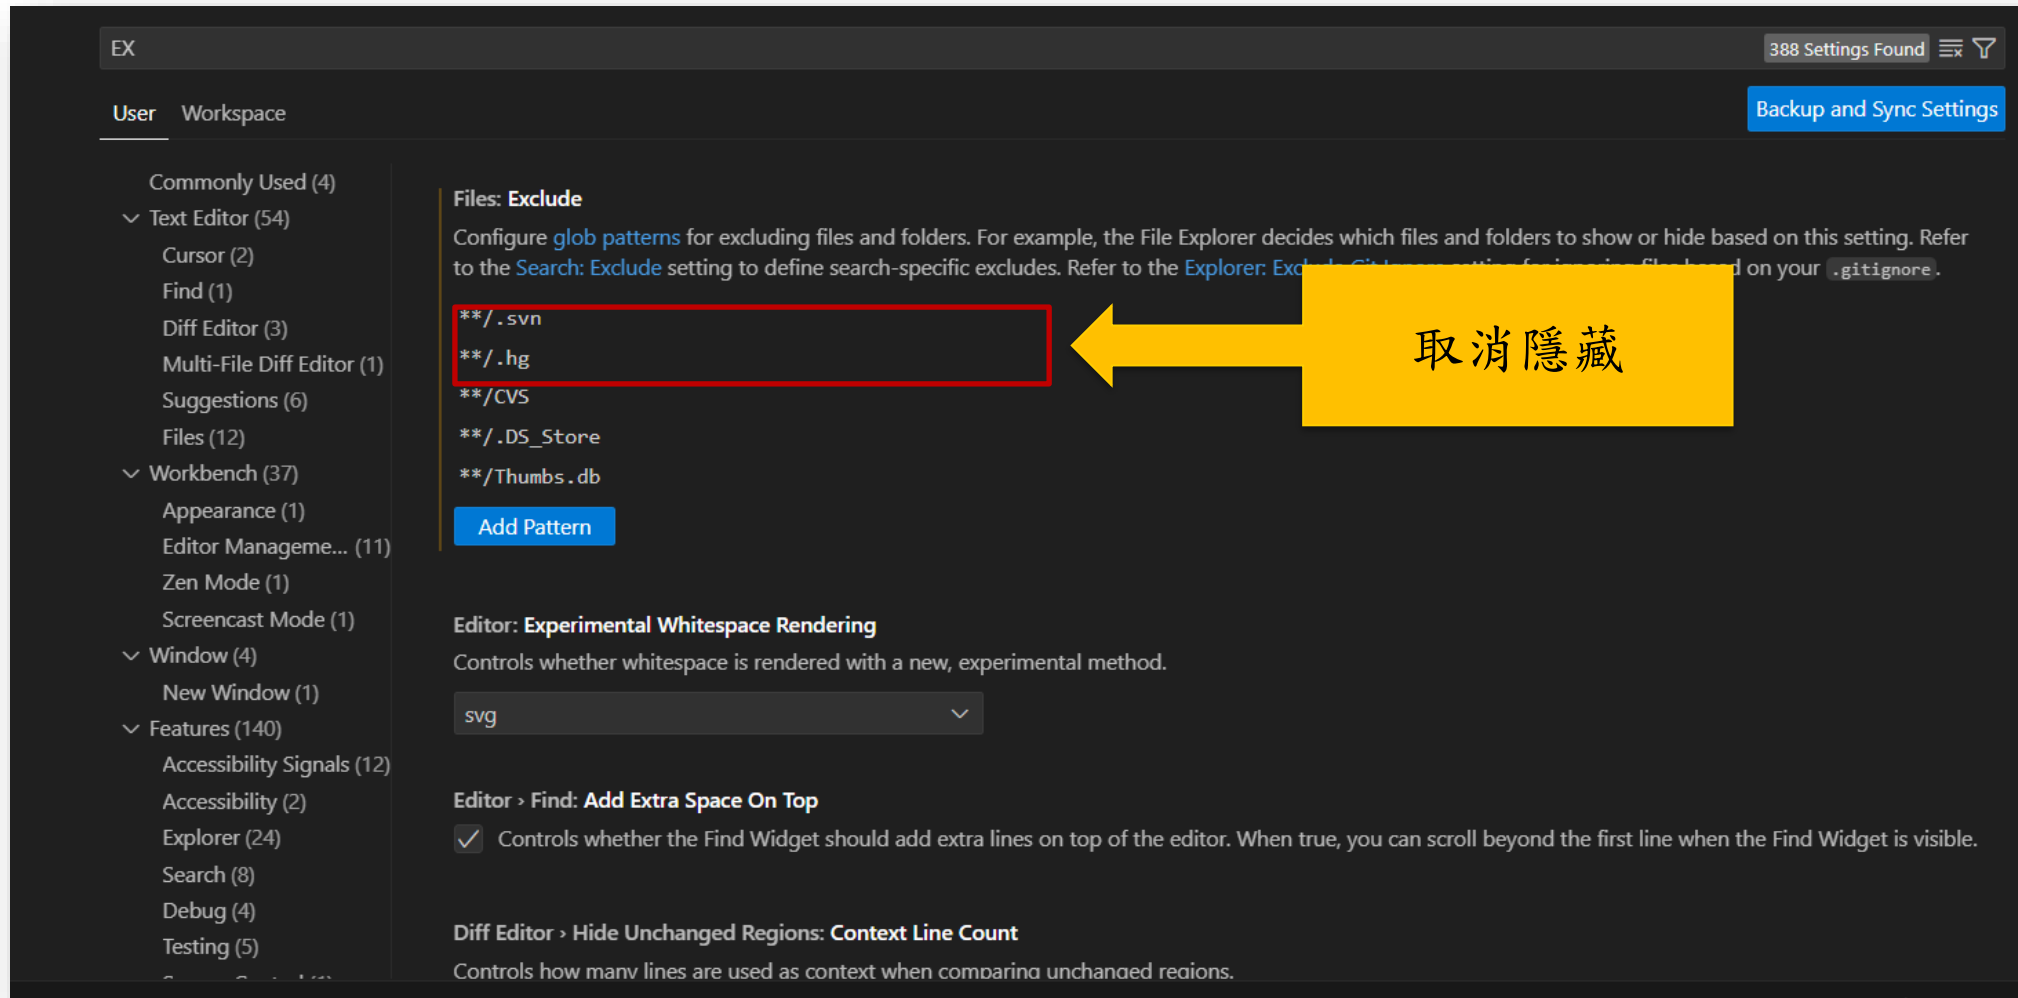 EX
388 Settings Found
User Workspace
Backup and Sync Settings
Commonly Used (4)
Text Editor (54)
Cursor (2)
Find (1)
Diff Editor (3)
Multi-File Diff Editor (1)
Suggestions (6)
Files (12)
Workbench (37)
Appearance (1)
Editor Manageme... (11)
Zen Mode (1)
Screencast Mode (1)
Window (4)
New Window (1)
Features (140)
Accessibility Signals (12)
Accessibility (2)
Explorer (24)
Search (8)
Debug (4)
Testing (5)
Files: Exclude
Configure glob patterns for excluding files and folders. For example, the File Explorer decides which files and folders to show or hide based on this setting. Refer
to the Search: Exclude setting to define search-specific excludes. Refer to the Explorer: on your .gitignore.
**/.svn
**/.hg
**/CVS
**/.DS_Store
**/Thumbs.db
Add Pattern
取消隱藏
Editor: Experimental Whitespace Rendering
Controls whether whitespace is rendered with a new, experimental method.
svg
Editor › Find: Add Extra Space On Top
Controls whether the Find Widget should add extra lines on top of the editor. When true, you can scroll beyond the first line when the Find Widget is visible.
Diff Editor › Hide Unchanged Regions: Context Line Count
Controls how many lines are used as context when comparing unchanged regions.